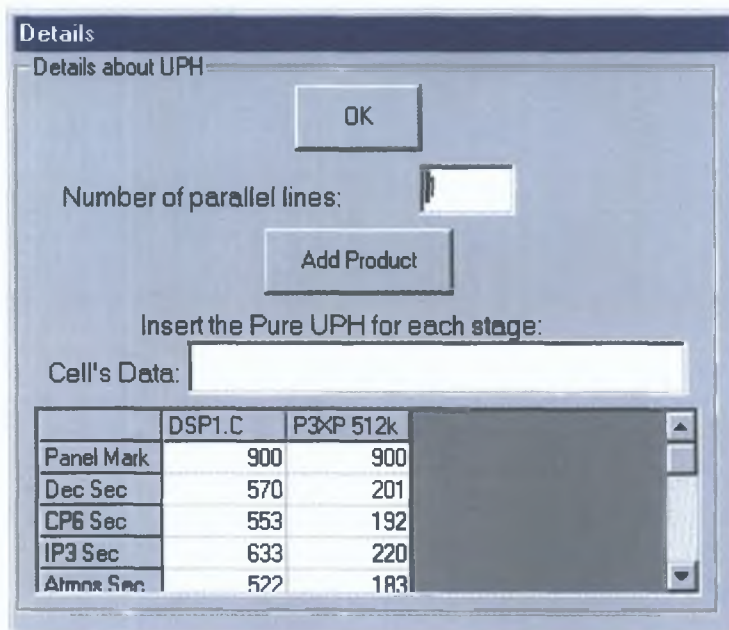 Details
Details about UPH
OK
Number of parallel lines:
Add Product
Insert the Pure UPH for each stage:
Cell's Data:
DSP1.C P3XP 512k
Panel Mark 900 900
Dec Sec 570 201
CP6 Sec 553 192
IP3 Sec 633 220
Atmos Sec 522 183